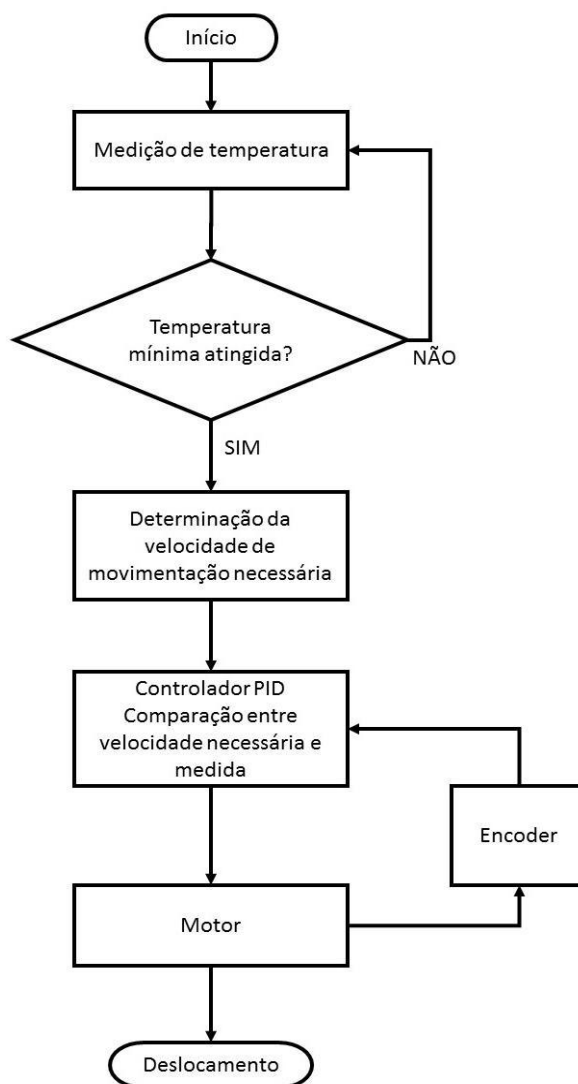 Início
Medição de temperatura
Temperatura
mínima atingida?
NÃO
SIM
Determinação da
velocidade de
movimentação necessária
Controlador PID
Comparação entre
velocidade necessária e
medida
Encoder
Motor
Deslocamento